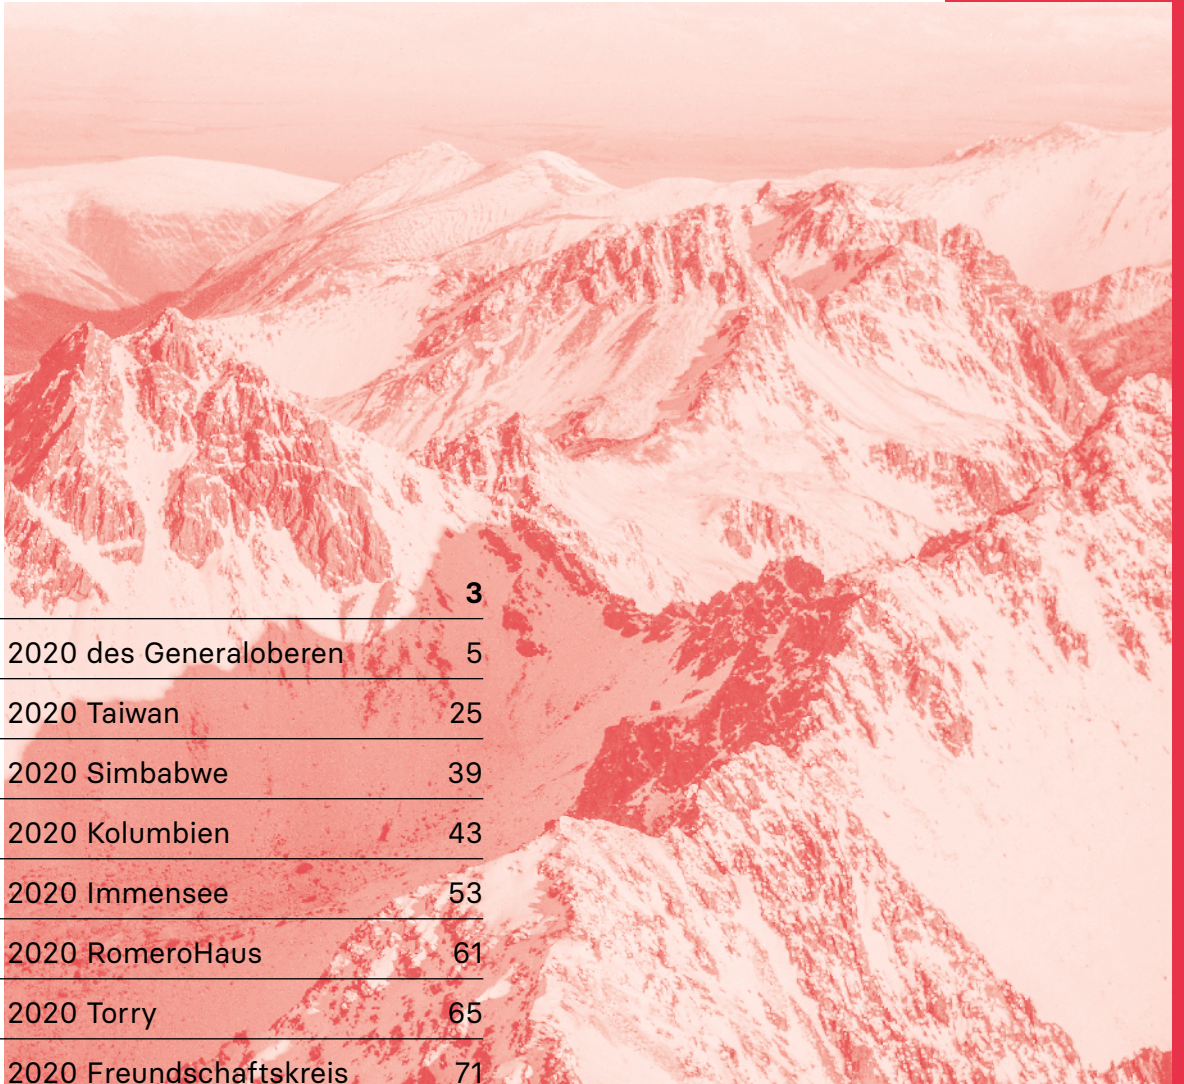 3
2020 des Generaloberen 5
2020 Taiwan 25
2020 Simbabwe 39
2020 Kolumbien 43
2020 Immensee 53
2020 RomeroHaus 61
2020 Torry 65
2020 Freundschaftskreis 71